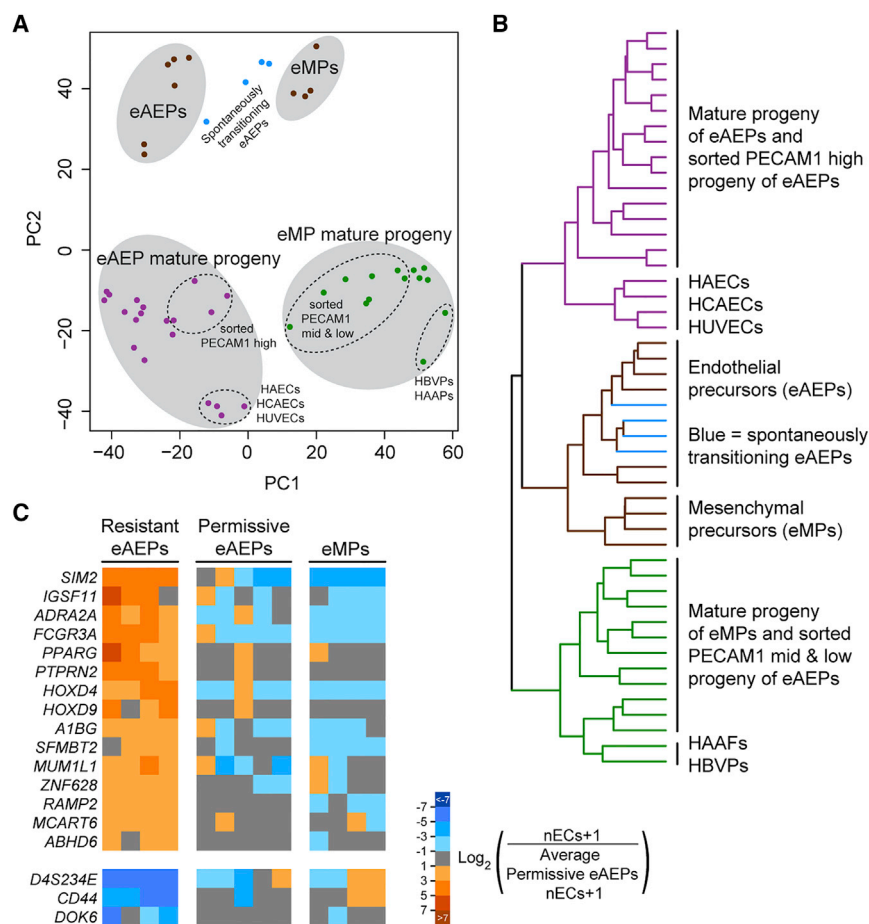 A
eAEPs
Spontaneously
transitioning
eAEPs
eMPs
eAEP mature progeny
sorted
PECAM1 high
HAECs
HCAECs
HUVECs
eMP mature progeny
sorted
PECAM1
mid & low
HBVPs
HAAPs
PC2
40
20
0
−20
−40
−40
−20
0
20
40
60
PC1
B
Mature progeny
of eAEPs and
sorted PECAM1 high
progeny of eAEPs
HAECs
HCAECs
HUVECs
Endothelial
precursors (eAEPs)
Blue = spontaneously
transitioning eAEPs
Mesenchymal
precursors (eMPs)
Mature progeny
of eMPs and sorted
PECAM1 mid & low
progeny of eAEPs
HAAFs
HBVPs
C
Resistant
eAEPs
Permissive
eAEPs
eMPs
SIM2
IGSF11
ADRA2A
FCGR3A
PPARG
PTPRN2
HOXD4
HOXD9
A1BG
SFMBT2
MUM1L1
ZNF628
RAMP2
MCART6
ABHD6
D4S234E
CD44
DOK6
<-7
-7
-5
-3
-1
1
3
5
7
>7
Log2 (
nECs+1
Average
Permissive eAEPs
nECs+1
)